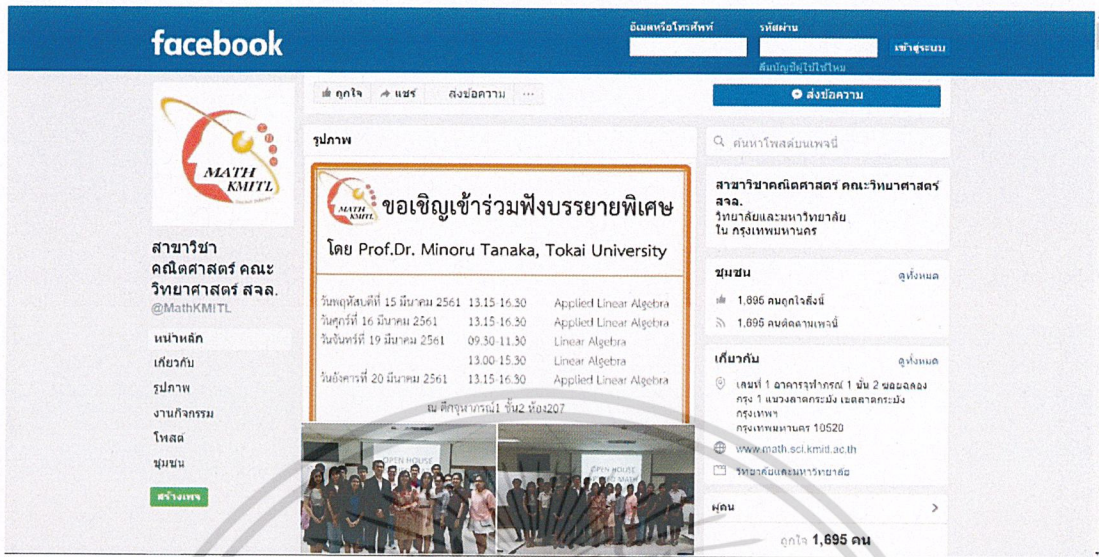 facebook
อีเมลหรือโทรศัพท์
รหัสผ่าน
เข้าสู่ระบบ
ลืมบัญชีผู้ใช้ใช่ไหม
MATH
KMITL
สาขาวิชา
คณิตศาสตร์ คณะ
วิทยาศาสตร์ สจล.
@MathKMITL
หน้าหลัก
เกี่ยวกับ
รูปภาพ
งานกิจกรรม
โพสต์
ชุมชน
สร้างเพจ
ถูกใจ แชร์ ส่งข้อความ ...
รูปภาพ
MATH
KMITL
ขอเชิญเข้าร่วมฟังบรรยายพิเศษ
โดย Prof.Dr. Minoru Tanaka, Tokai University
วันพฤหัสบดีที่ 15 มีนาคม 2561 13.15-16.30 Applied Linear Algebra
วันศุกร์ที่ 16 มีนาคม 2561 13.15-16.30 Applied Linear Algebra
วันจันทร์ที่ 19 มีนาคม 2561 09.30-11.30 Linear Algebra
13.00-15.30 Linear Algebra
วันอังคารที่ 20 มีนาคม 2561 13.15-16.30 Applied Linear Algebra
ณ ตึกจุฬาภรณ์1 ชั้น2 ห้อง207
OPEN HOUSE
OPEN HOUSE
MATH
ส่งข้อความ
ค้นหาโพสต์บนเพจนี้
สาขาวิชาคณิตศาสตร์ คณะวิทยาศาสตร์
สจล.
วิทยาลัยและมหาวิทยาลัย
ใน กรุงเทพมหานคร
ชุมชน ดูทั้งหมด
1,695 คนถูกใจสิ่งนี้
1,695 คนติดตามเพจนี้
เกี่ยวกับ ดูทั้งหมด
เลขที่ 1 อาคารจุฬาภรณ์ 1 ชั้น 2 ซอยฉลอง
กรุง 1 แขวงลาดกระบัง เขตลาดกระบัง
กรุงเทพฯ
กรุงเทพมหานคร 10520
www.math.sci.kmitl.ac.th
วิทยาลัยและมหาวิทยาลัย
ผู้คน
ถูกใจ 1,695 คน